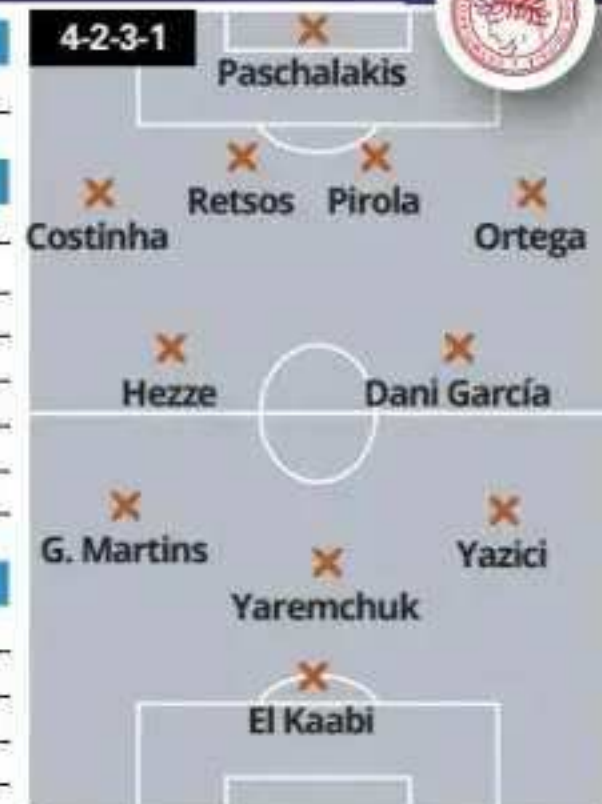 4-2-3-1
Paschalakis
Retsos Pirola
Costinha Ortega
Hezze Dani García
G. Martins Yazici
Yaremchuk
El Kaabi